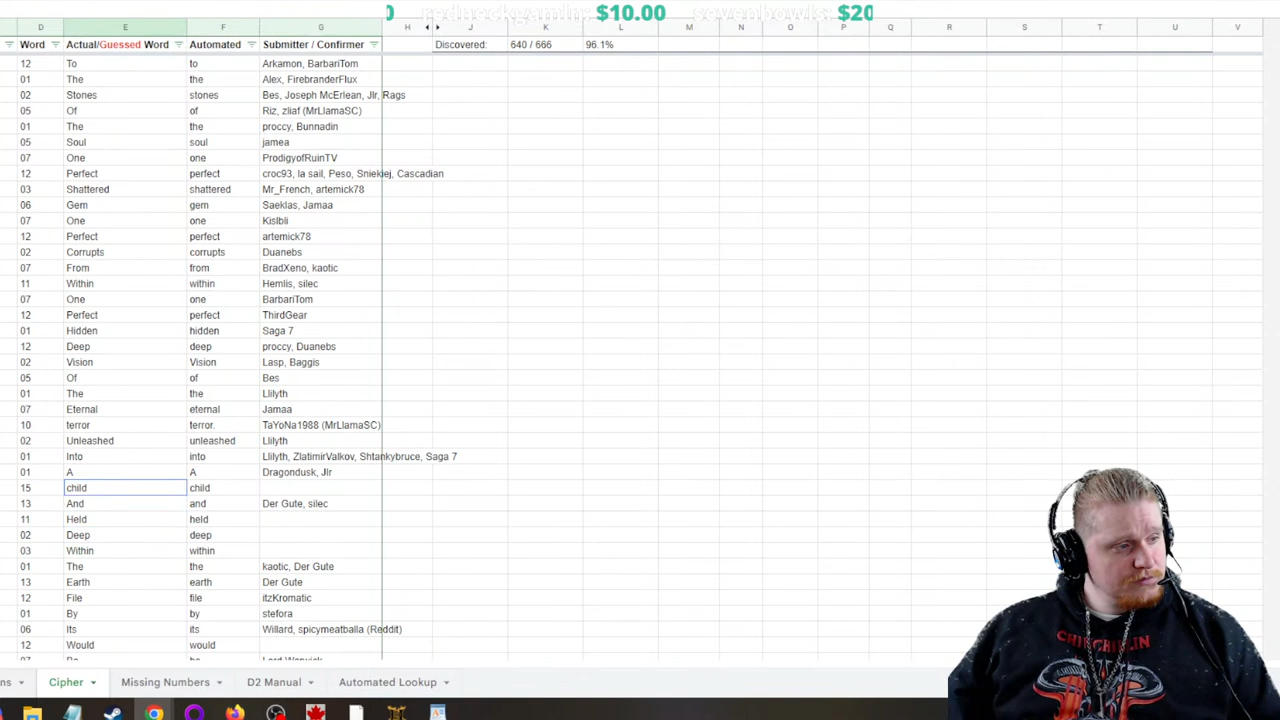 0 redneckgamin: $10.00 sevenbowls: $20
D E F G H J K L M N O P Q R S T U V
Word Actual/Guessed Word Automated Submitter / Confirmer Discovered: 640 / 666 96.1%
12 To to Arkamon, BarbariTom
01 The the Alex, FirebranderFlux
02 Stones stones Bes, Joseph McErlean, Jlr, Rags
05 Of of Riz, zliaf (MrLlamaSC)
01 The the proccy, Bunnadin
05 Soul soul jamea
07 One one ProdigyofRuinTV
12 Perfect perfect croc93, la sail, Peso, Sniekiej, Cascadian
03 Shattered shattered Mr_French, artemick78
06 Gem gem Saeklas, Jamaa
07 One one Kislbli
12 Perfect perfect artemick78
02 Corrupts corrupts Duanebs
07 From from BradXeno, kaotic
11 Within within Hemlis, silec
07 One one BarbariTom
12 Perfect perfect ThirdGear
01 Hidden hidden Saga 7
12 Deep deep proccy, Duanebs
02 Vision Vision Lasp, Baggis
05 Of of Bes
01 The the Llilyth
07 Eternal eternal Jamaa
10 terror terror. TaYoNa1988 (MrLlamaSC)
02 Unleashed unleashed Llilyth
01 Into into Llilyth, ZlatimirValkov, Shtankybruce, Saga 7
01 A A Dragondusk, Jlr
15 child child
13 And and Der Gute, silec
11 Held held
02 Deep deep
03 Within within
01 The the kaotic, Der Gute
13 Earth earth Der Gute
12 File file itzKromatic
01 By by stefora
06 Its its Willard, spicymeatballa (Reddit)
12 Would would
07 Be be Lord Warwick
ns Cipher Missing Numbers D2 Manual Automated Lookup